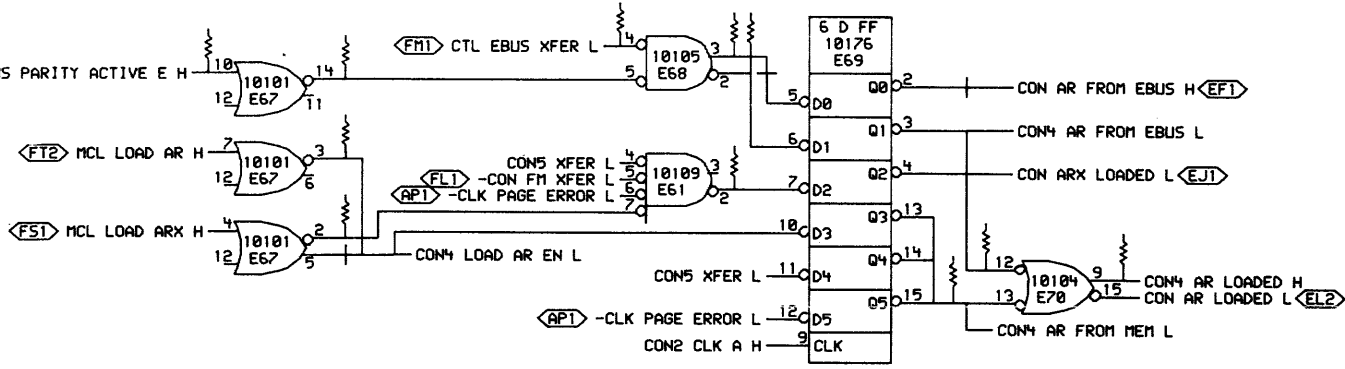 6 D FF
10176
E69
4
<FM1> CTL EBUS XFER L
10105
E68
3
2
5
PARITY ACTIVE E H
10
12
10101
E67
14
11
5 D0
6 D1
7 D2
10 D3
11 D4
12 D5
9 CLK
Q0 2
Q1 3
Q2 4
Q3 13
Q4 14
Q5 15
CON AR FROM EBUS H <EF1>
CON4 AR FROM EBUS L
CON ARX LOADED L <EJ1>
<FT2> MCL LOAD AR H
7
12
10101
E67
3
6
CON5 XFER L 4
<FL1> -CON FM XFER L 5
<AP1> -CLK PAGE ERROR L 6
7
10109
E61
3
2
<FS1> MCL LOAD ARX H
4
12
10101
E67
2
5
CON4 LOAD AR EN L
CON5 XFER L
<AP1> -CLK PAGE ERROR L
CON2 CLK A H
12
13
10104
E70
9
15
CON4 AR LOADED H
CON AR LOADED L <EL2>
CON4 AR FROM MEM L